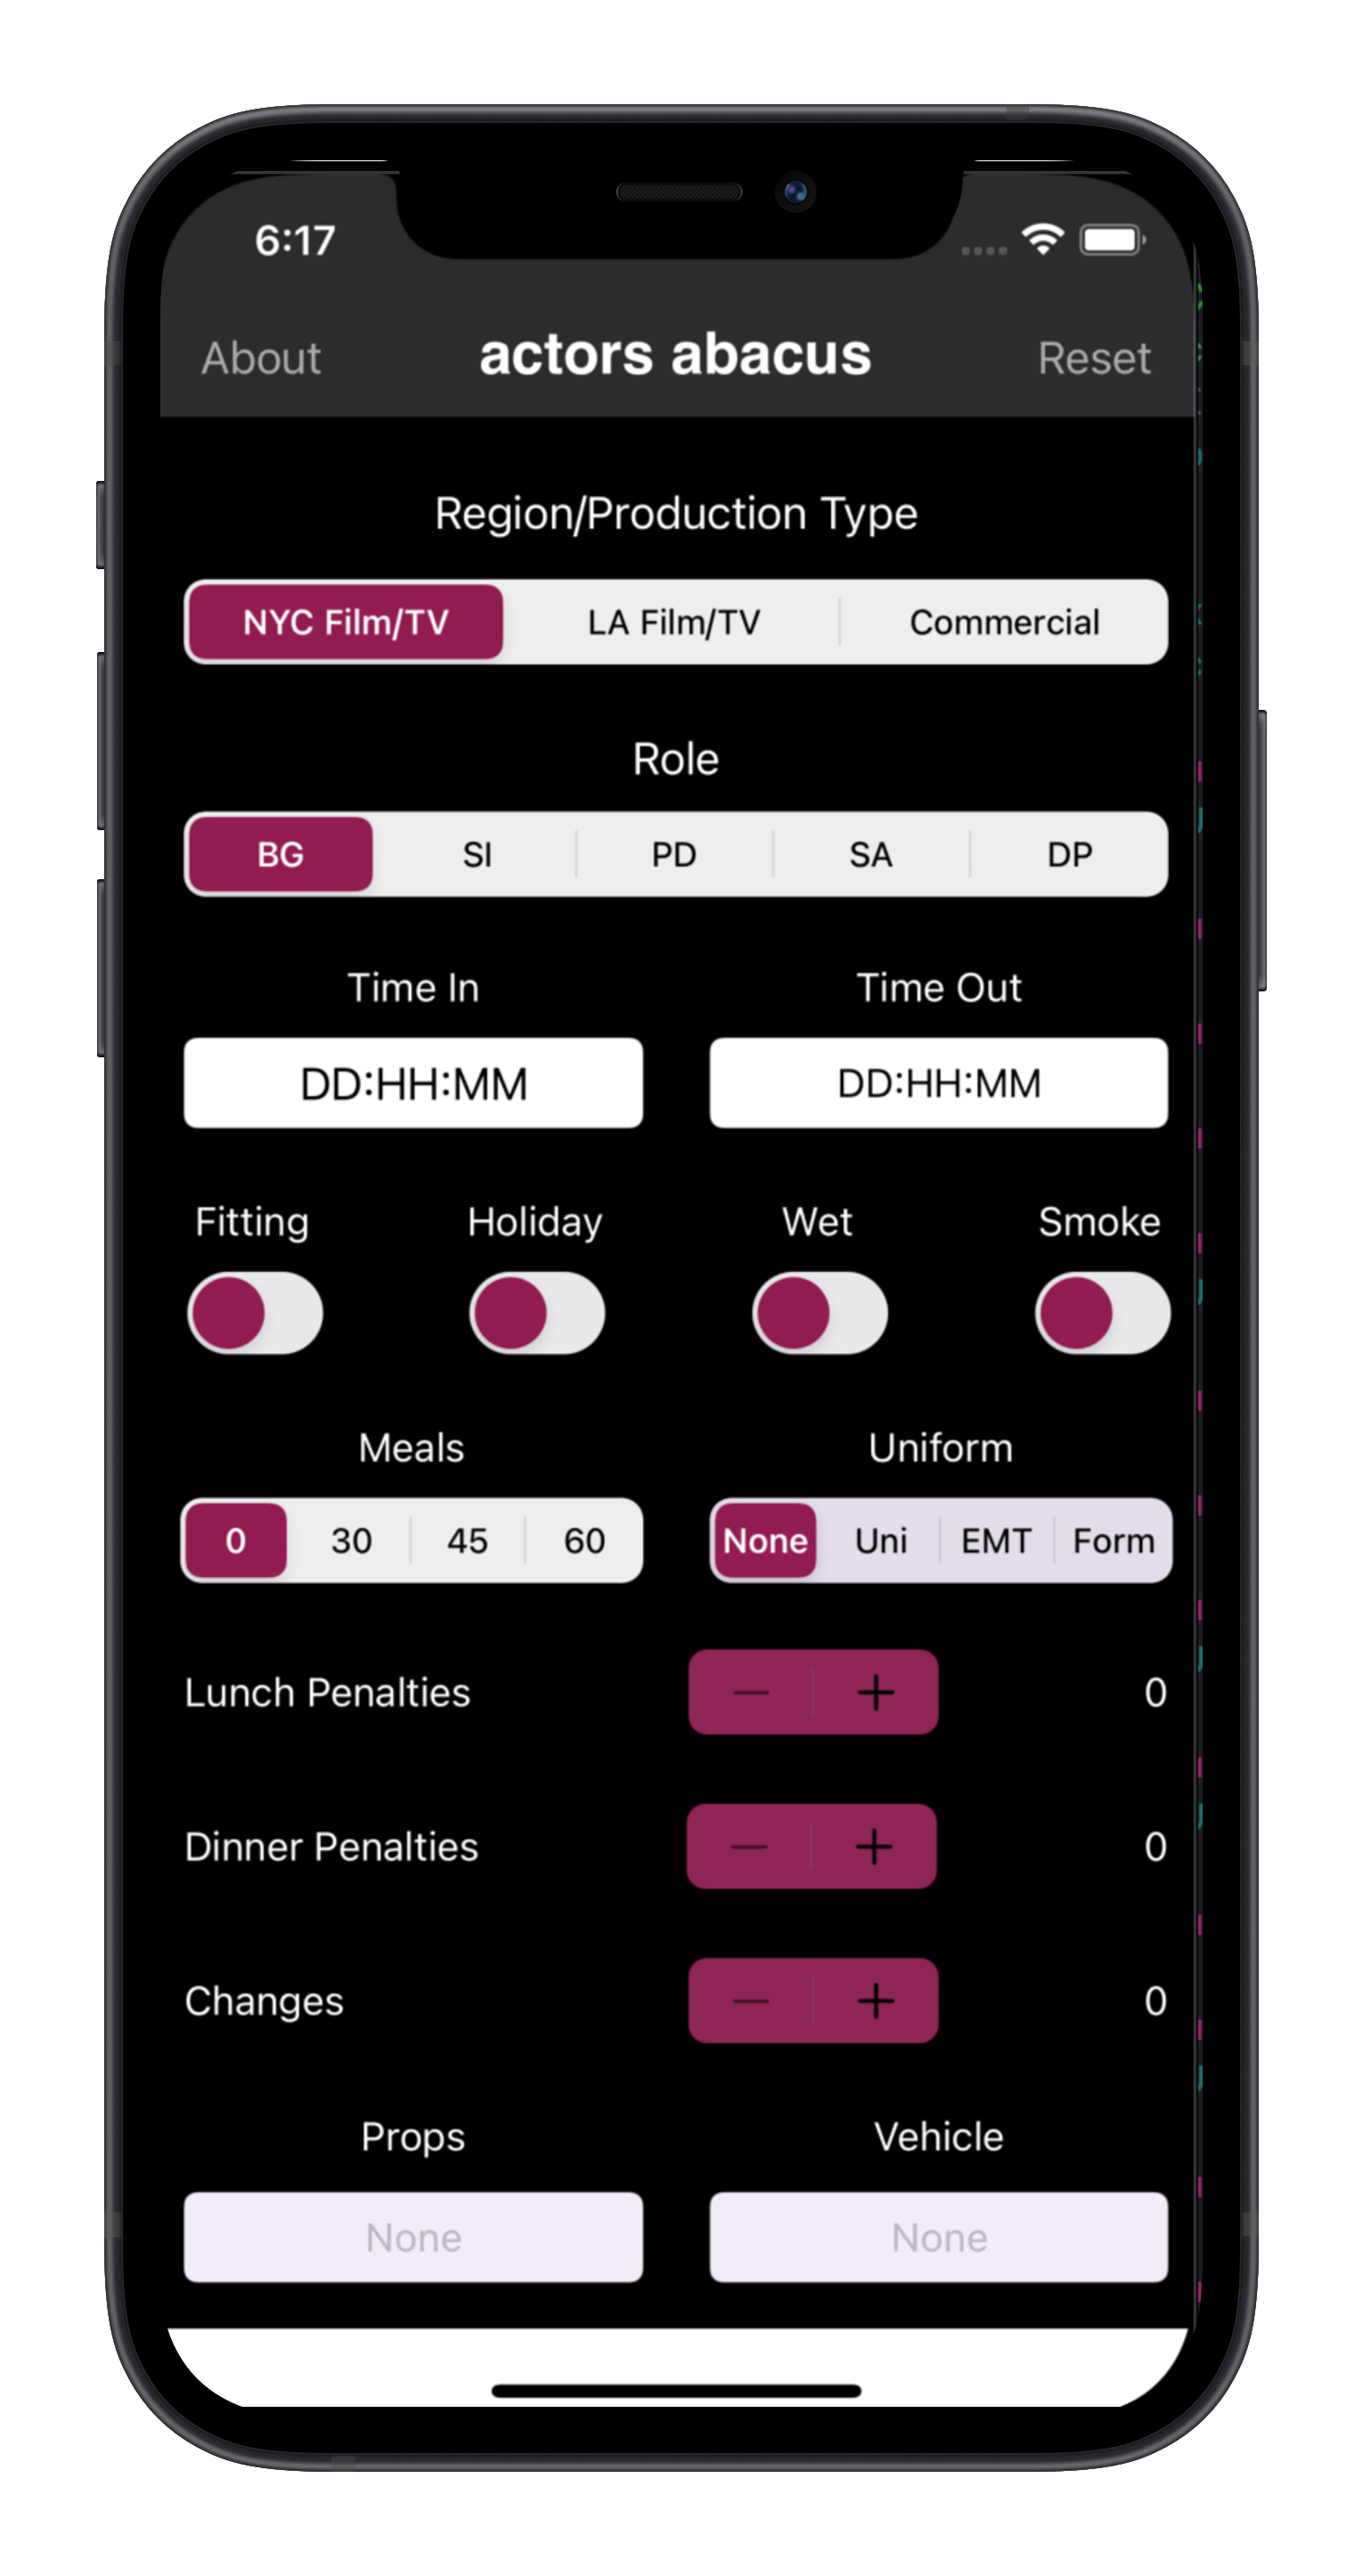 6:17
About actors abacus Reset
Region/Production Type
NYC Film/TV LA Film/TV Commercial
Role
BG SI PD SA DP
Time In Time Out
DD:HH:MM DD:HH:MM
Fitting Holiday Wet Smoke
Meals Uniform
0 30 45 60 None Uni EMT Form
Lunch Penalties − + 0
Dinner Penalties − + 0
Changes − + 0
Props Vehicle
None None